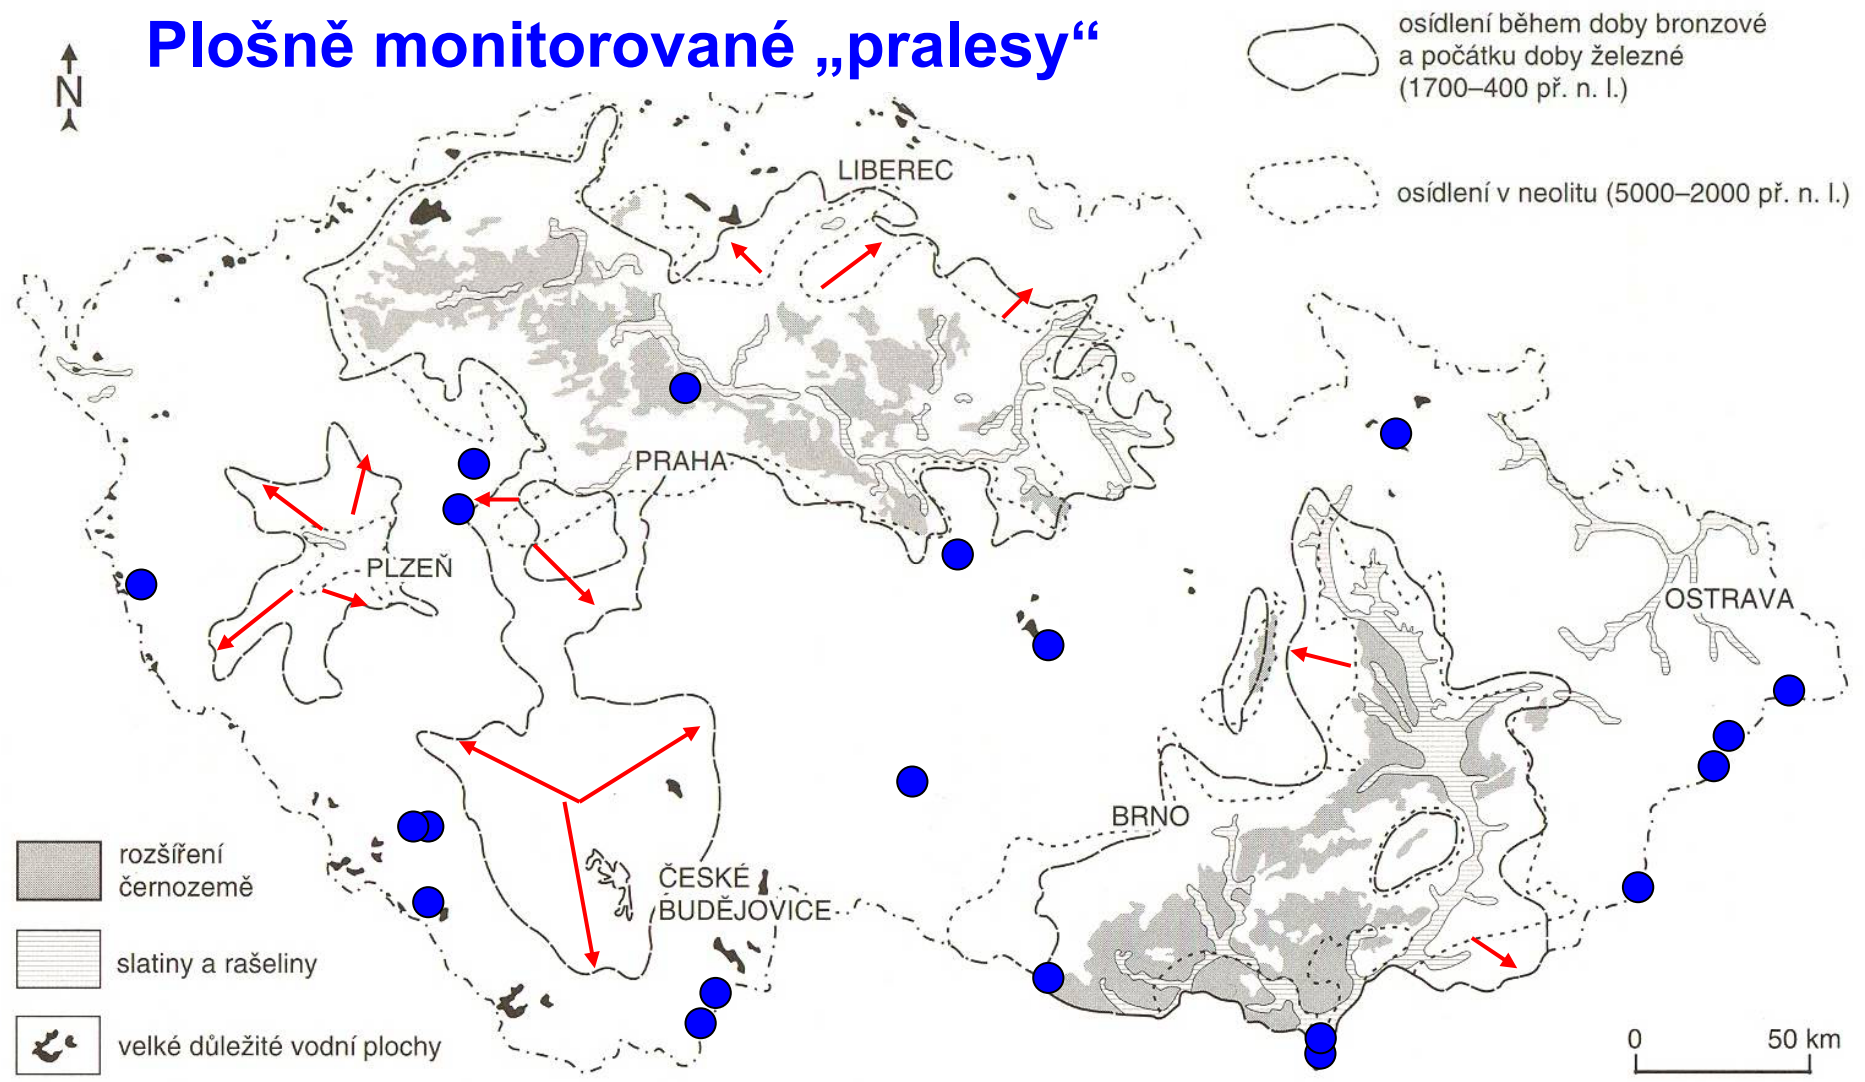 Plošně monitorované „pralesy“
N
osídlení během doby bronzové
a počátku doby železné
(1700–400 př. n. l.)
osídlení v neolitu (5000–2000 př. n. l.)
LIBEREC
PRAHA
PLZEŇ
OSTRAVA
BRNO
ČESKÉ
BUDĚJOVICE
rozšíření
černozemě
slatiny a rašeliny
velké důležité vodní plochy
0 50 km